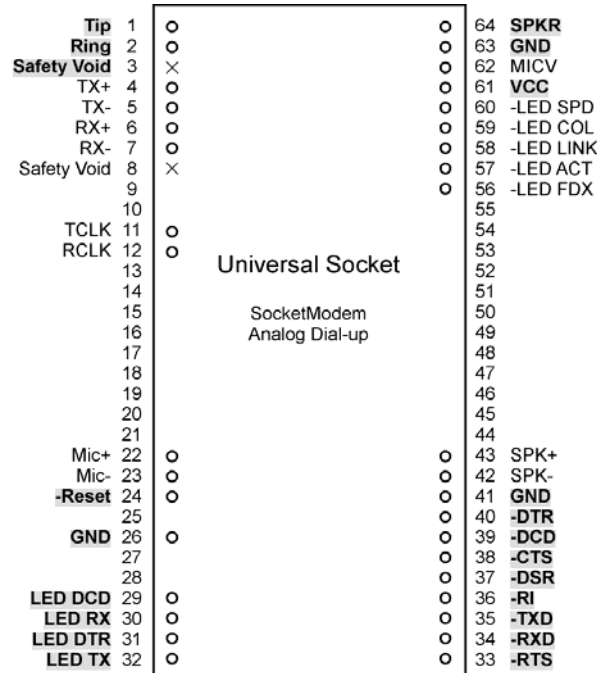 Tip 1 64 SPKR
Ring 2 63 GND
Safety Void 3 62 MICV
TX+ 4 61 VCC
TX- 5 60 -LED SPD
RX+ 6 59 -LED COL
RX- 7 58 -LED LINK
Safety Void 8 57 -LED ACT
9 56 -LED FDX
10 55
TCLK 11 54
RCLK 12 53
13 Universal Socket 52
14 51
15 SocketModem 50
16 Analog Dial-up 49
17 48
18 47
19 46
20 45
21 44
Mic+ 22 43 SPK+
Mic- 23 42 SPK-
-Reset 24 41 GND
25 40 -DTR
GND 26 39 -DCD
27 38 -CTS
28 37 -DSR
LED DCD 29 36 -RI
LED RX 30 35 -TXD
LED DTR 31 34 -RXD
LED TX 32 33 -RTS